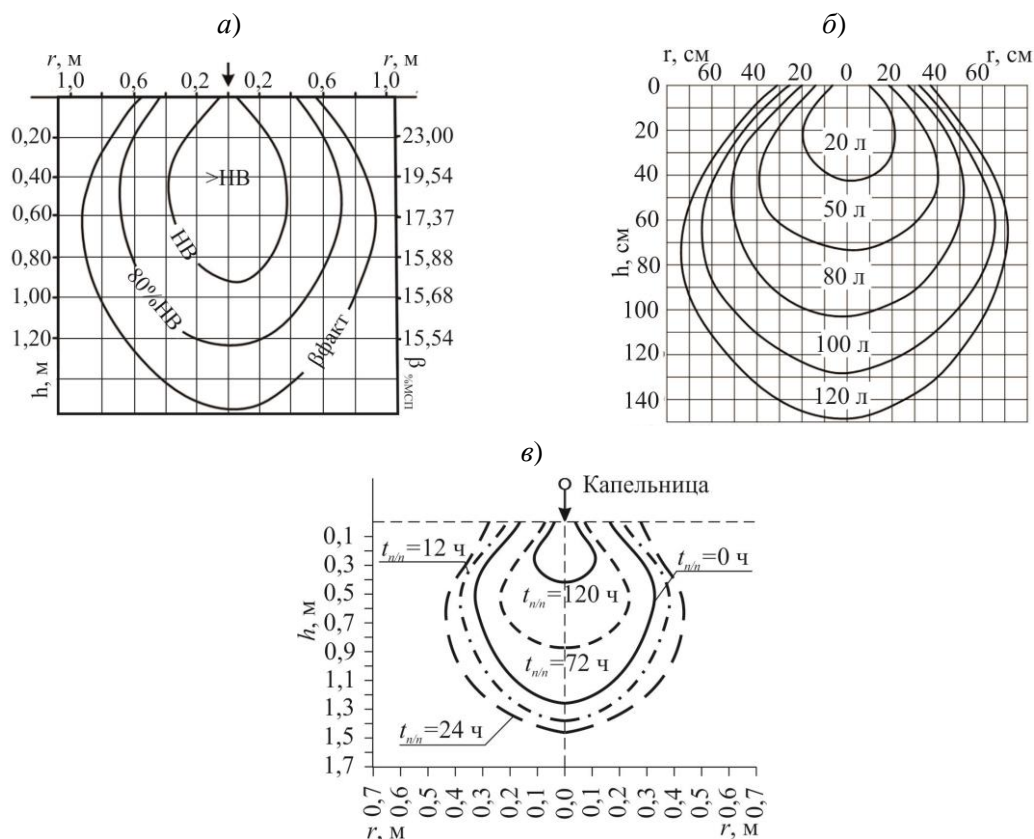 а)
r, м r, м
1,0 0,6 0,2 0,2 0,6 1,0
0,20 23,00
>НВ
0,40 19,54
0,60 17,37
НВ
0,80 15,88
80%НВ
1,00 15,68
βфакт
1,20 15,54
h, м
β%МСП
б)
r, см r, см
60 40 20 0 20 40 60
0
20
20 л
40
50 л
60
h, см
80
80 л
100
100 л
120
120 л
140
в)
Капельница
0,1
tп/п=12 ч tп/п=0 ч
0,3
0,5
tп/п=120 ч
h, м
0,7
0,9
tп/п=72 ч
1,1
1,3
tп/п=24 ч
1,5
1,7
0,7 0,6 0,5 0,4 0,3 0,2 0,1 0,0 0,1 0,2 0,3 0,4 0,5 0,6 0,7
r, м r, м